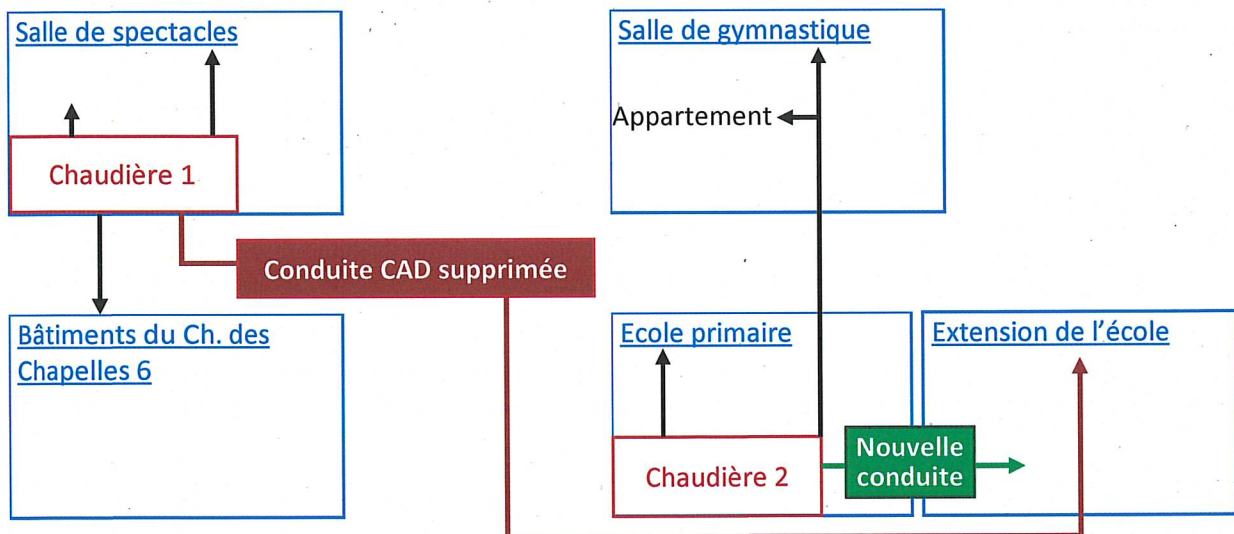 Salle de spectacles
Salle de gymnastique
Appartement
Chaudière 1
Conduite CAD supprimée
Bâtiments du Ch. des
Chapelles 6
Ecole primaire
Extension de l'école
Nouvelle
conduite
Chaudière 2